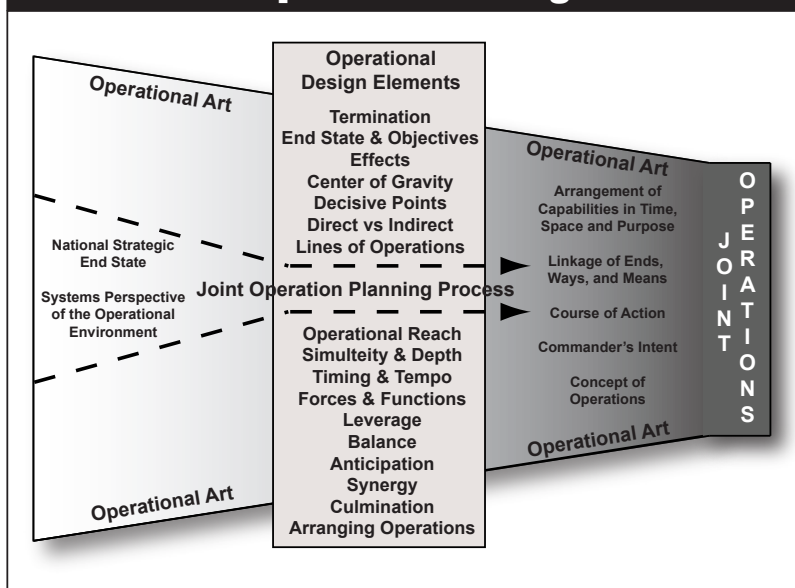 Operational Art
National Strategic
End State
Systems Perspective
of the Operational
Environment
Operational Art
Operational
Design Elements
Termination
End State & Objectives
Effects
Center of Gravity
Decisive Points
Direct vs Indirect
Lines of Operations
Joint Operation Planning Process
Operational Reach
Simulteity & Depth
Timing & Tempo
Forces & Functions
Leverage
Balance
Anticipation
Synergy
Culmination
Arranging Operations
Operational Art
Arrangement of
Capabilities in Time,
Space and Purpose
Linkage of Ends,
Ways, and Means
Course of Action
Commander's Intent
Concept of
Operations
Operational Art
JOINT
OPERATIONS